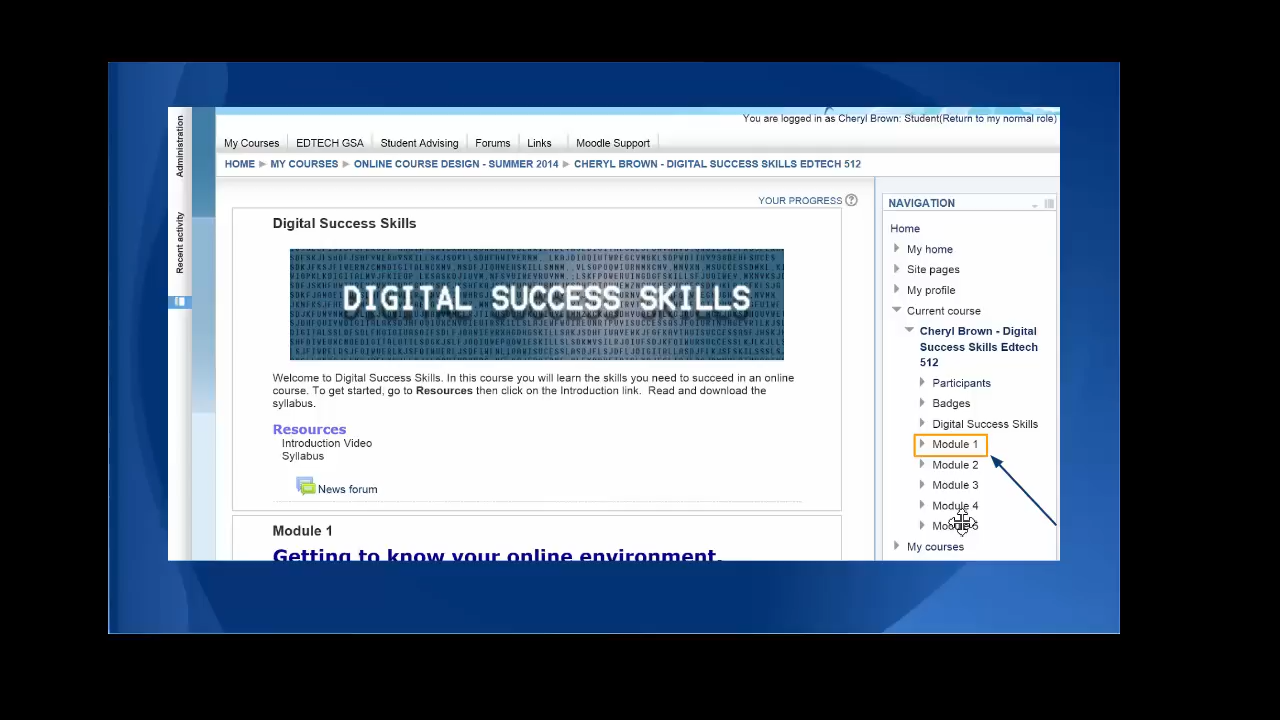 You are logged in as Cheryl Brown: Student(Return to my normal role)
Administration
Recent activity
My Courses
EDTECH GSA
Student Advising
Forums
Links
Moodle Support
HOME ► MY COURSES ► ONLINE COURSE DESIGN - SUMMER 2014 ► CHERYL BROWN - DIGITAL SUCCESS SKILLS EDTECH 512
YOUR PROGRESS
Digital Success Skills
DIGITAL SUCCESS SKILLS
Welcome to Digital Success Skills. In this course you will learn the skills you need to succeed in an online
course. To get started, go to Resources then click on the Introduction link. Read and download the
syllabus.
Resources
Introduction Video
Syllabus
News forum
Module 1
Getting to know your online environment.
NAVIGATION
Home
My home
Site pages
My profile
Current course
Cheryl Brown - Digital
Success Skills Edtech
512
Participants
Badges
Digital Success Skills
Module 1
Module 2
Module 3
Module 4
My courses